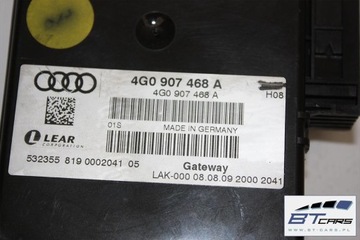 4G0 907 468 A
4G0 907 468 A
H08
01S
MADE IN GERMANY
LEAR
CORPORATION
532355 819 0002041 05
Gateway
LAK-000 08.08.09 2000 2041
BT CARS
WWW.BTCARS.PL